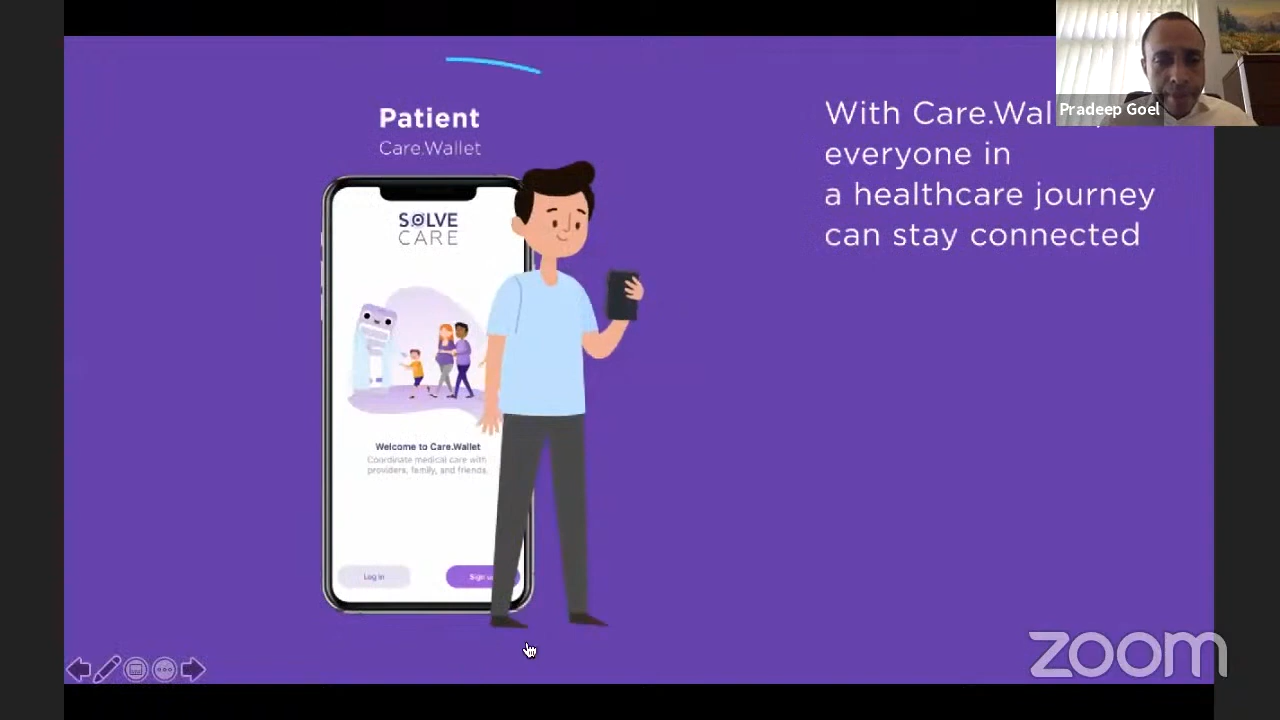 Patient
Care.Wallet
SOLVE
CARE
Welcome to Care.Wallet
Coordinate medical care with
providers, family, and friends.
Log in
Sign
With Care.Wal
everyone in
a healthcare journey
can stay connected
Pradeep Goel
zoom